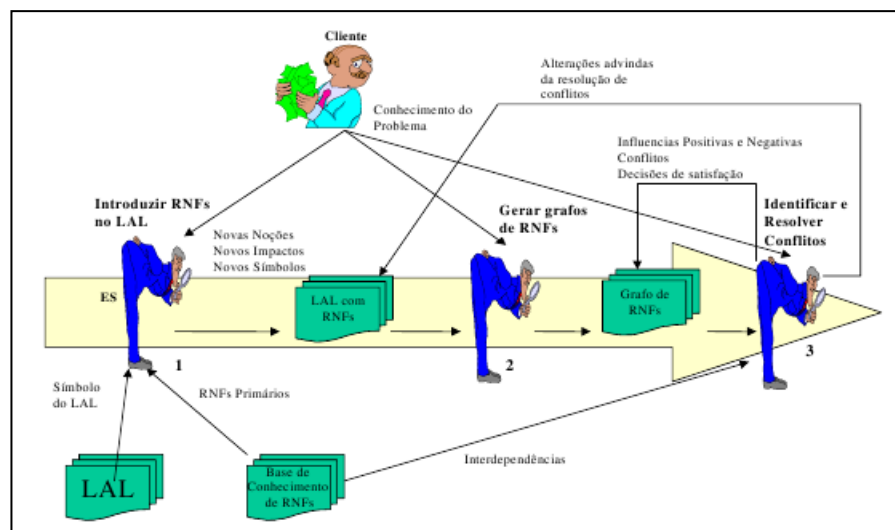 Cliente
Alterações advindas
da resolução de
conflitos
Conhecimento do
Problema
Influencias Positivas e Negativas
Conflitos
Decisões de satisfação
Introduzir RNFs
no LAL
Novas Noções
Novos Impactos
Novos Símbolos
Gerar grafos
de RNFs
Identificar e
Resolver
Conflitos
ES
LAL com
RNFs
Grafo de
RNFs
1
2
3
Símbolo
do LAL
RNFs Primários
Interdependências
LAL
Base de
Conhecimento
de RNFs